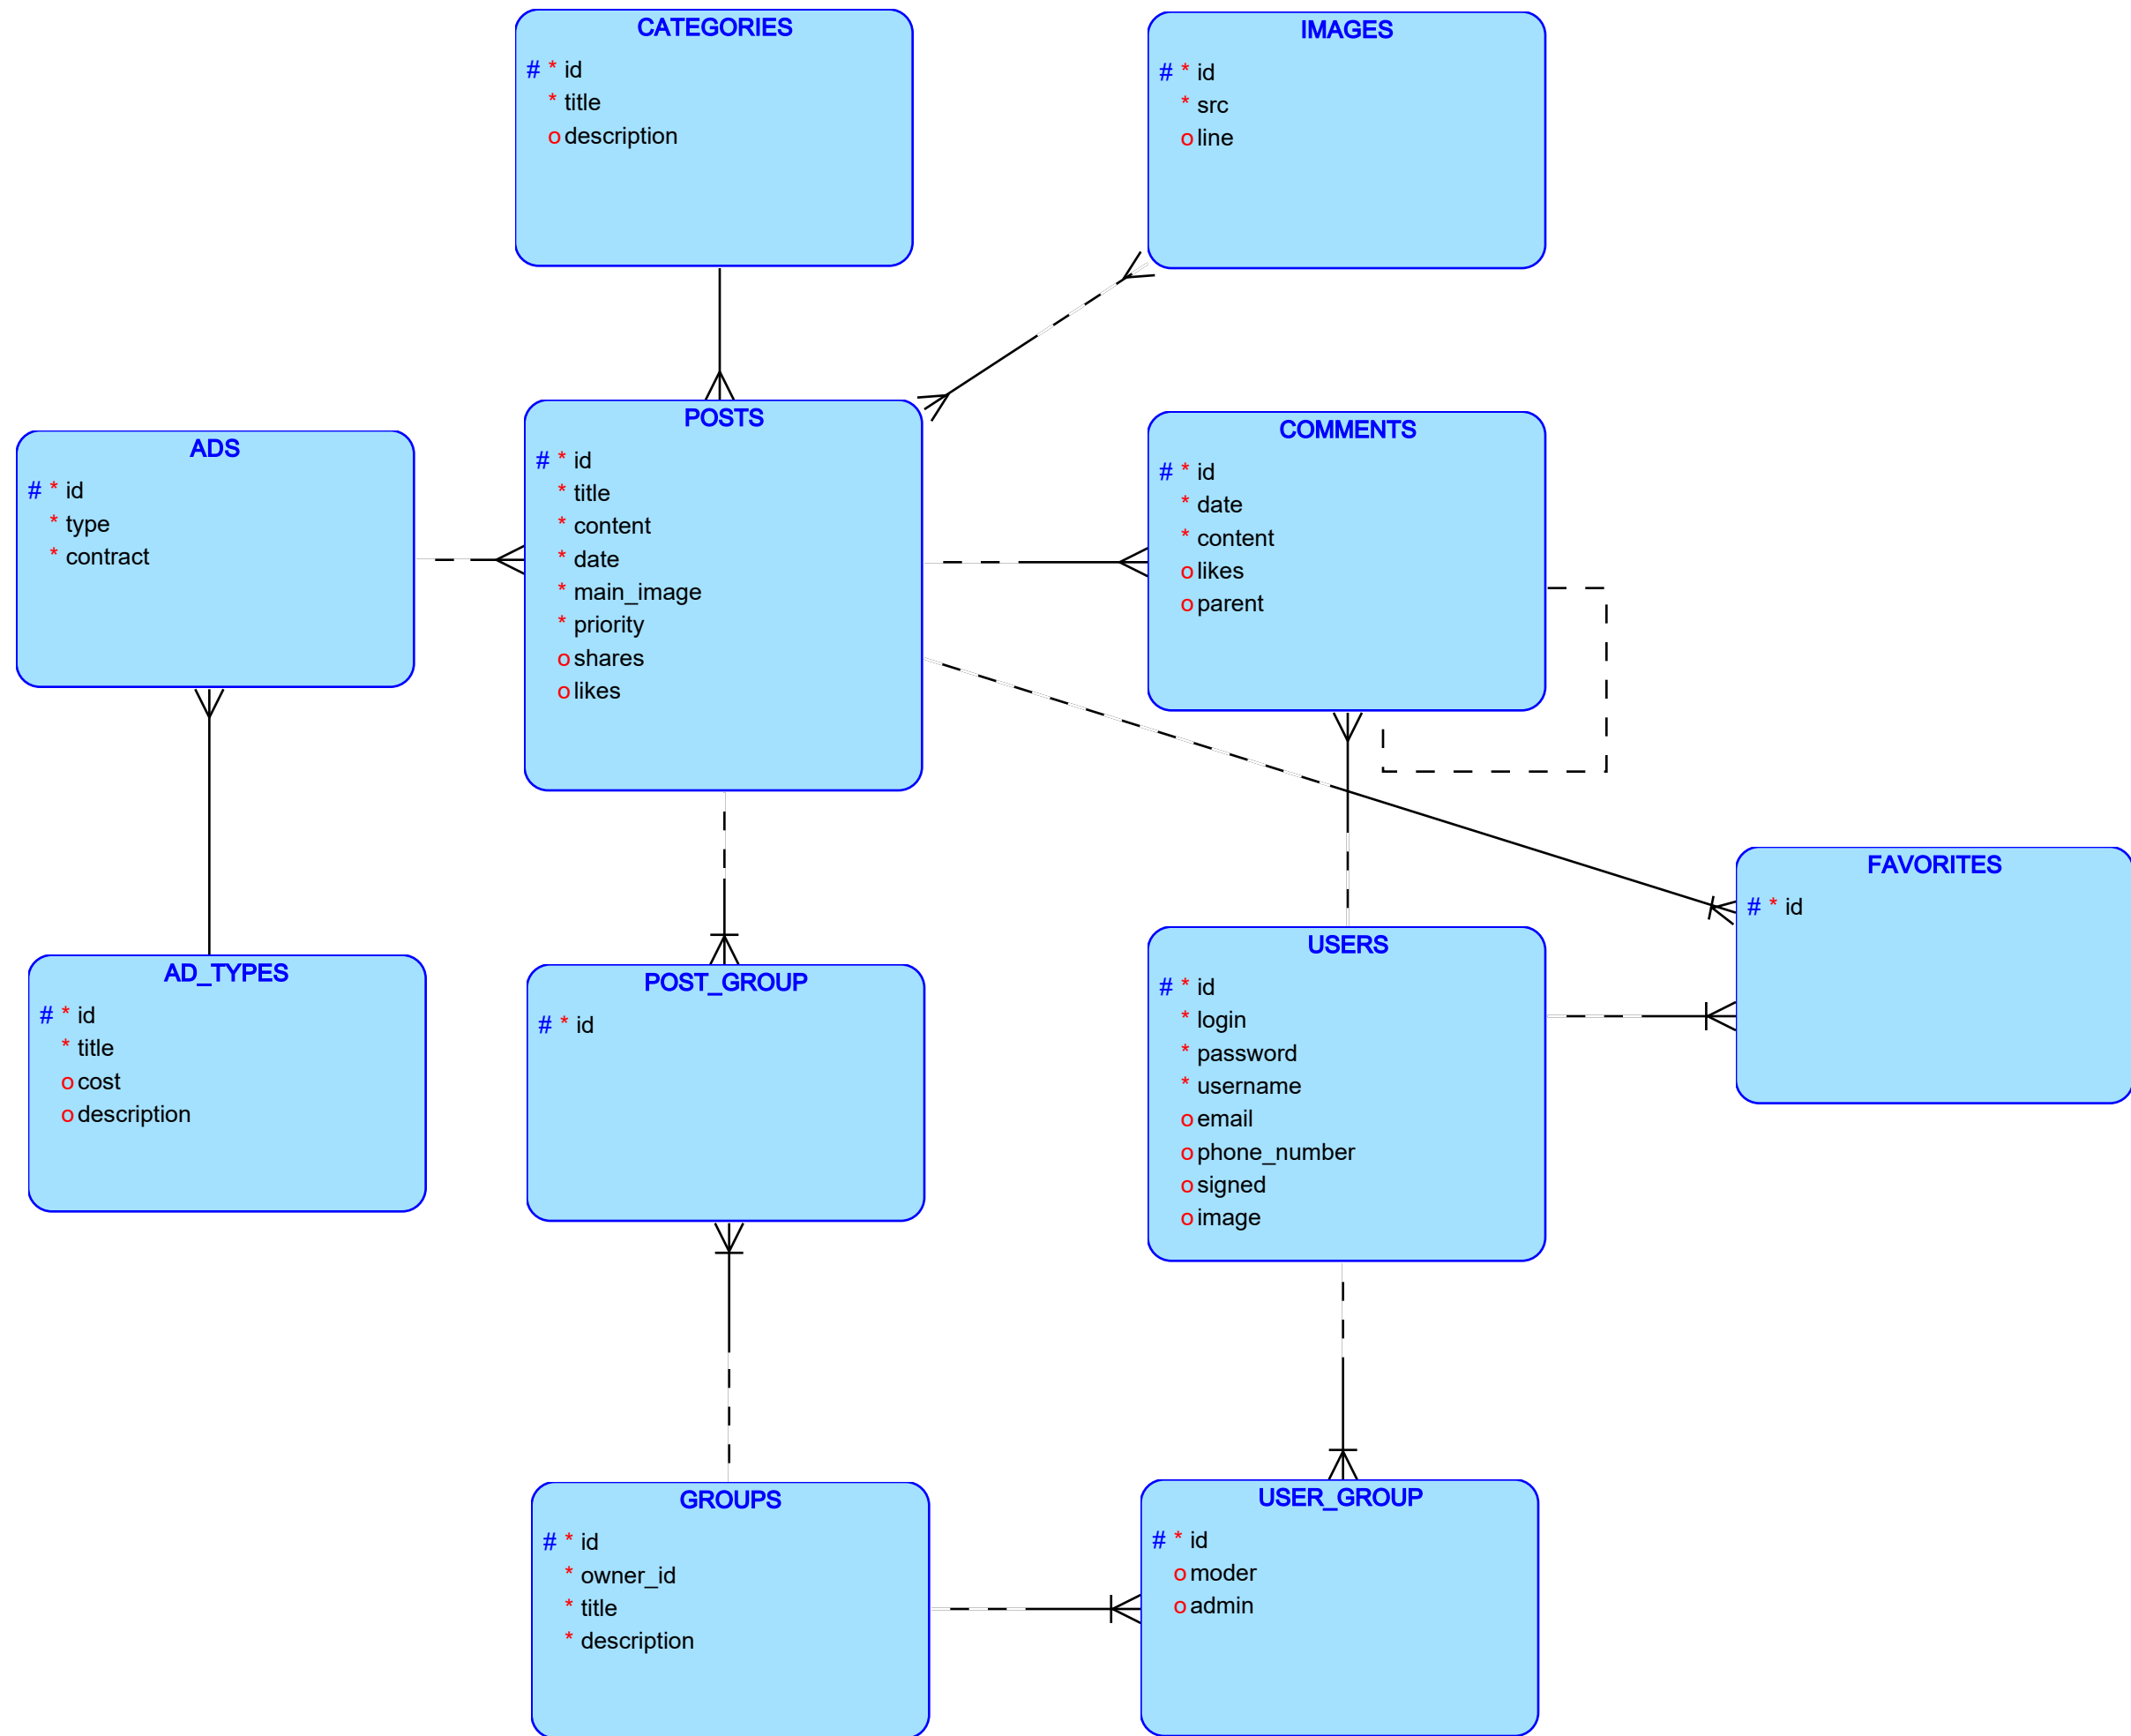 CATEGORIES
# * id
* title
o description
IMAGES
# * id
* src
o line
ADS
# * id
* type
* contract
POSTS
# * id
* title
* content
* date
* main_image
* priority
o shares
o likes
COMMENTS
# * id
* date
* content
o likes
o parent
FAVORITES
# * id
AD_TYPES
# * id
* title
o cost
o description
POST_GROUP
# * id
USERS
# * id
* login
* password
* username
o email
o phone_number
o signed
o image
GROUPS
# * id
* owner_id
* title
* description
USER_GROUP
# * id
o moder
o admin